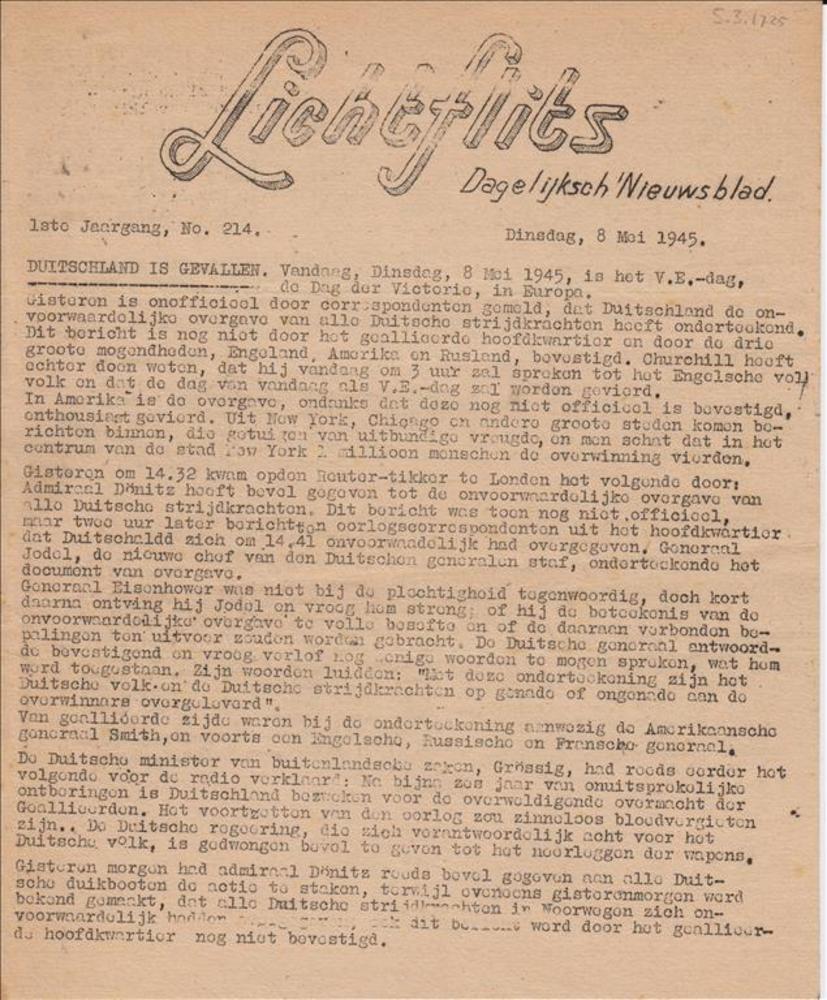 S.3.1725
Lichtflits
Dagelijksch Nieuwsblad.
1ste Jaargang, No. 214.
Dinsdag, 8 Mei 1945.
DUITSCHLAND IS GEVALLEN. Vandaag, Dinsdag, 8 Mei 1945, is het V.E.-dag,
de Dag der Victorie, in Europa.
Gisteren is onofficieel door correspondenten gemeld, dat Duitschland de on-
voorwaardelijke overgave van alle Duitsche strijdkrachten heeft onderteekend.
Dit bericht is nog niet door het geallieerde hoofdkwartier en door de drie
groote mogendheden, Engeland, Amerika en Rusland, bevestigd. Churchill heeft
echter doen weten, dat hij vandaag om 3 uur zal spreken tot het Engelsche vol
volk en dat de dag van vandaag als V.E.-dag zal worden gevierd.
In Amerika is de overgave, ondanks dat deze nog niet officieel is bevestigd,
enthousiast gevierd. Uit New York, Chicago en andere groote steden komen be-
richten binnen, die getuigen van uitbundige vreugde, en men schat dat in het
centrum van de stad New York millioen menschen de overwinning vierden.
Gisteren om 14.32 kwam opden Reuter-tikker te Londen het volgende door:
Admiraal Dönitz heeft bevel gegeven tot de onvoorwaardelijke overgave van
alle Duitsche strijdkrachten. Dit bericht was toen nog niet officieel,
maar twee uur later berichtten oorlogscorrespondenten uit het hoofdkwartier
dat Duitschaldd zich om 14.41 onvoorwaadelijk had overgegeven. Generaal
Jodel, de nieuwe chef van den Duitschen generalen staf, onderteekende het
document van overgave.
Generaal Eisenhower was niet bij de plechtigheid tegenwoordig, doch kort
daarna ontving hij Jodel en vroeg hem streng: of hij de beteekenis van de
onvoorwaardelijke overgave te volle besefte en of de daaraan verbonden be-
palingen ten uitvoer zouden worden gebracht. De Duitsche generaal antwoord-
de bevestigend en vroeg verlof nog eenige woorden te mogen spreken, wat hem
werd toegestaan. Zijn woorden luidden: "Met deze onderteekening zijn het
Duitsche volk en de Duitsche strijdkrachten op genade of ongenade aan de
overwinnars overgeleverd".
Van geallieerde zijde waren bij de onderteekening aanwezig de Amerikaansche
generaal Smith,en voorts een Engelsche, Russische en Fransche generaal.
De Duitsche minister van buitenlandsche zaken, Grössig, had reeds eerder het
volgende voor de radio verklaard: Na bijna zes jaar van onuitsprekelijke
ontberingen is Duitschland bezweken voor de overweldigende overmacht der
Geallieerden. Het voortzetten van den oorlog zou zinneloos bloedvergieten
zijn.. De Duitsche regeering, die zich verantwoordelijk acht voor het
Duitsche volk, is gedwongen bevel te geven tot het neerleggen der wapens.
Gisteren morgen had admiraal Dönitz reeds bevel gegeven aan alle Duit-
sche duikbooten de actie te staken, terwijl eveneens gisterenmorgen werd
bekend gemaakt, dat alle Duitsche strijdkrachten in Noorwegen zich on-
voorwaardelijk hadden ook dit bericht werd door het geallieer-
de hoofdkwartier nog niet bevestigd.